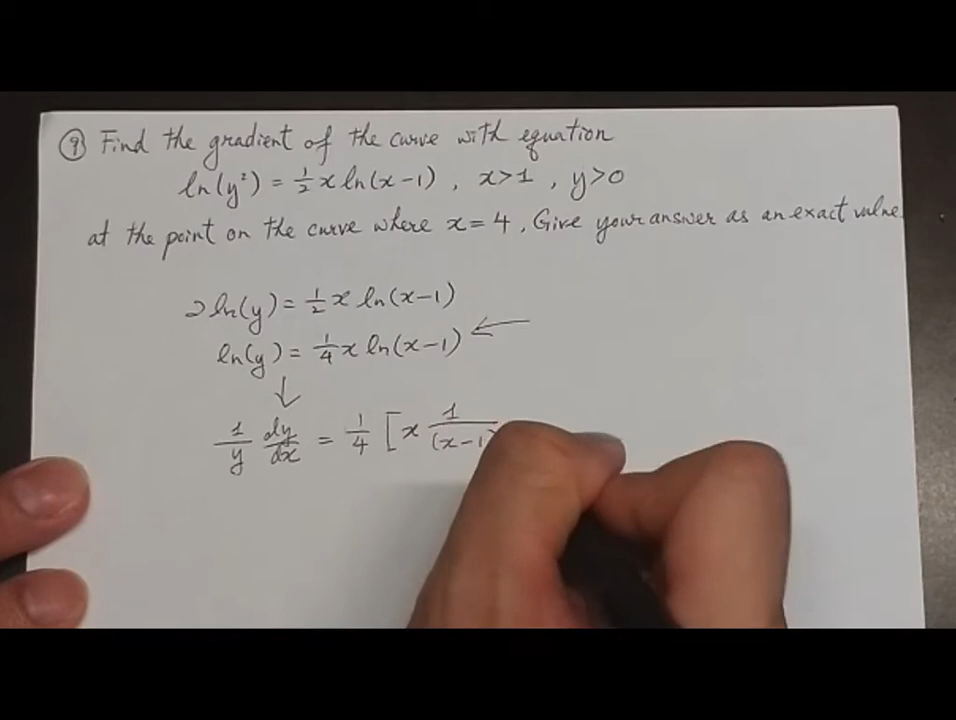 ⑨ Find the gradient of the curve with equation
ln(y²) = ½ x ln(x-1) , x>1 , y>0
at the point on the curve where x = 4. Give your answer as an exact value
2 ln(y) = ½ x ln(x-1)
ln(y) = ¼ x ln(x-1) ←
↓
1/y dy/dx = 1/4 [ x 1/(x-1)